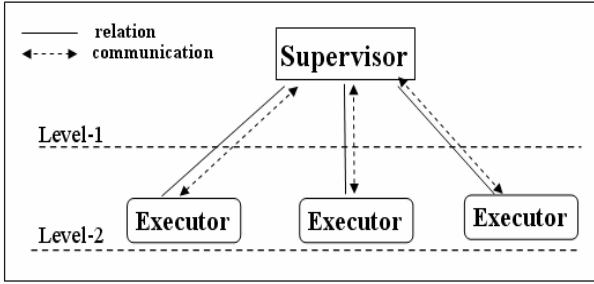 relation
communication
Supervisor
Level-1
Executor
Executor
Executor
Level-2